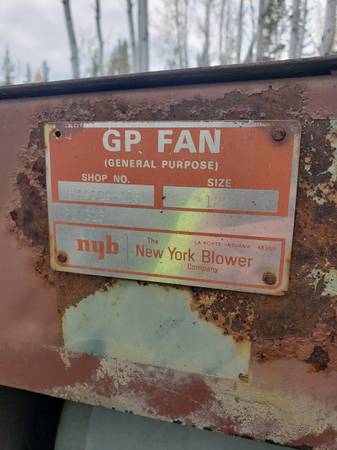 GP FAN
(GENERAL PURPOSE)
SHOP NO. SIZE
nyb The LA PORTE, INDIANA
New York Blower
Company